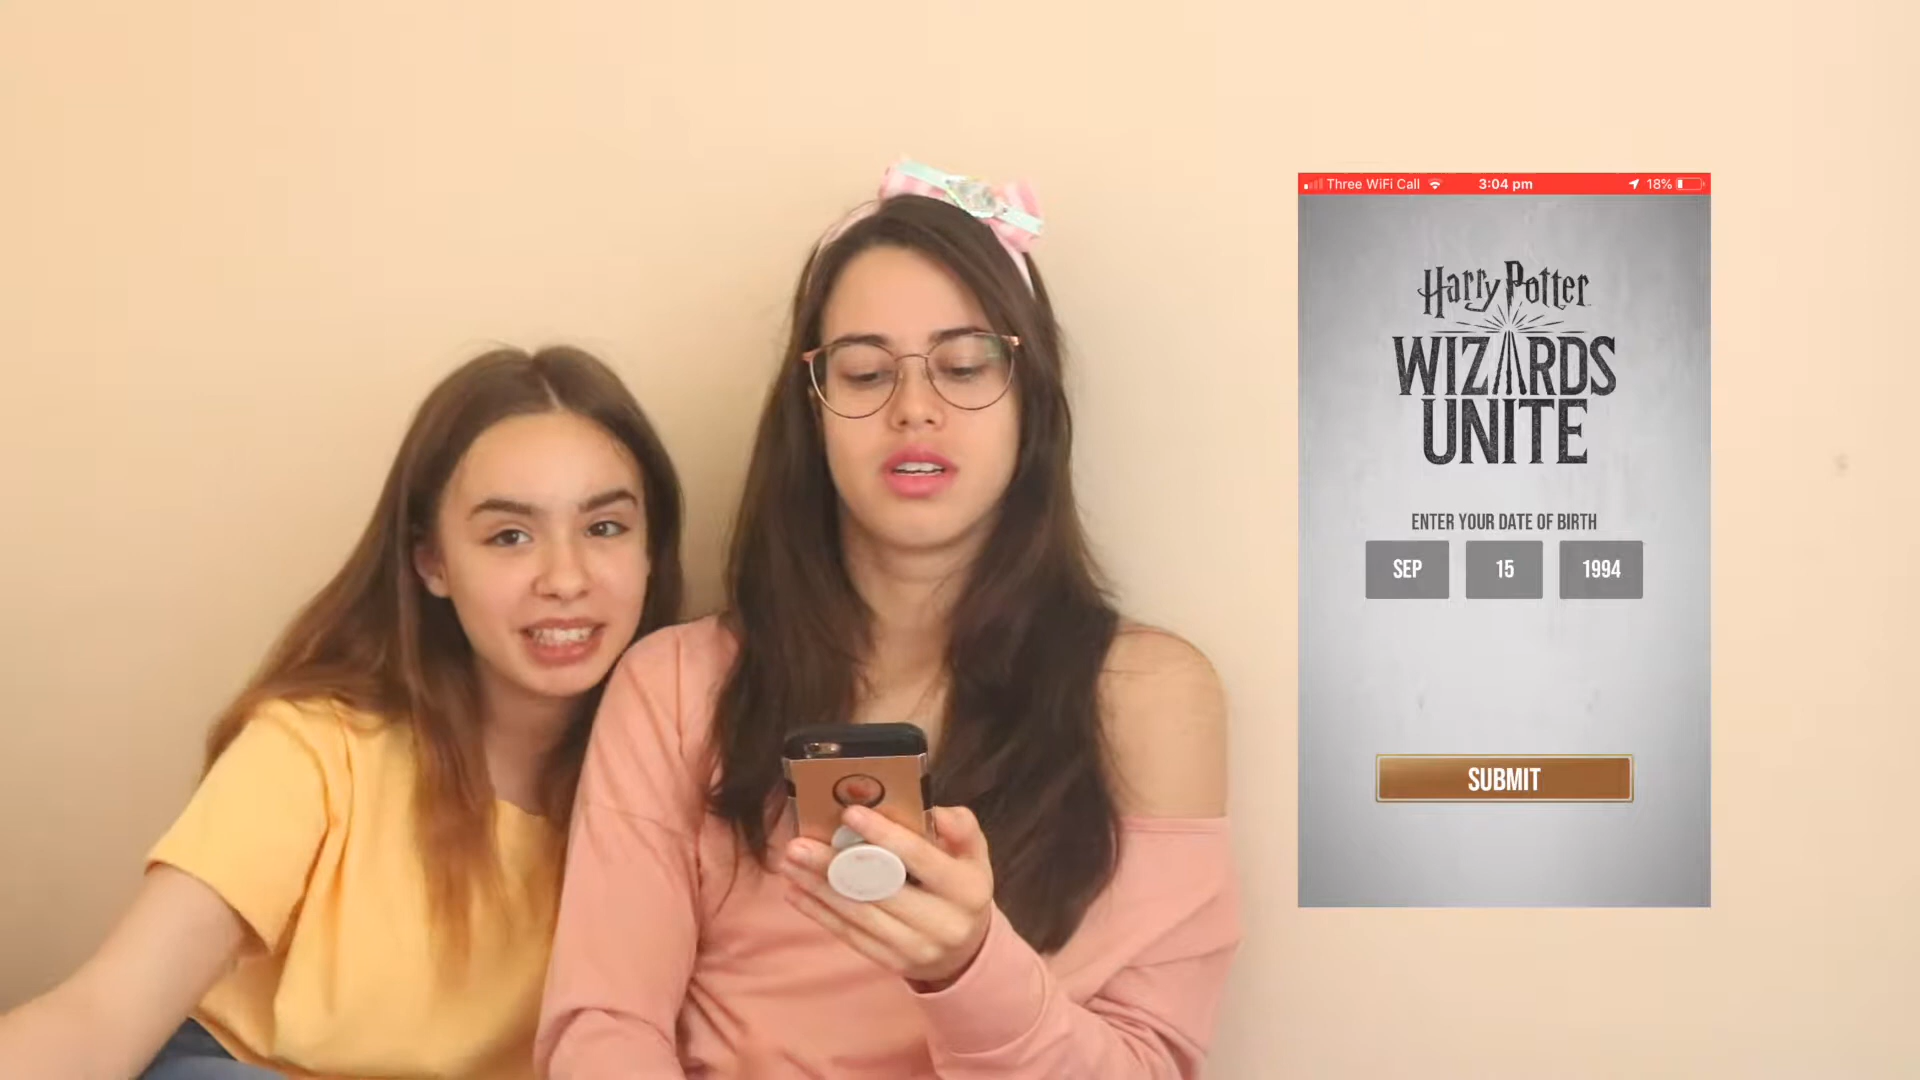 Three WiFi Call 3:04 pm 18%
Harry Potter
WIZARDS
UNITE
ENTER YOUR DATE OF BIRTH
SEP 15 1994
SUBMIT